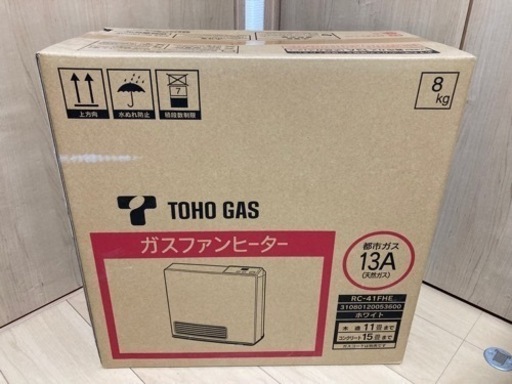 上方向
水ぬれ防止
7
積段数制限
8
kg
TOHO GAS
ガスファンヒーター
都市ガス
13A
(天然ガス)
RC-41FHE
31060120053600
ホワイト
木造 11畳まで
コンクリート 15畳まで